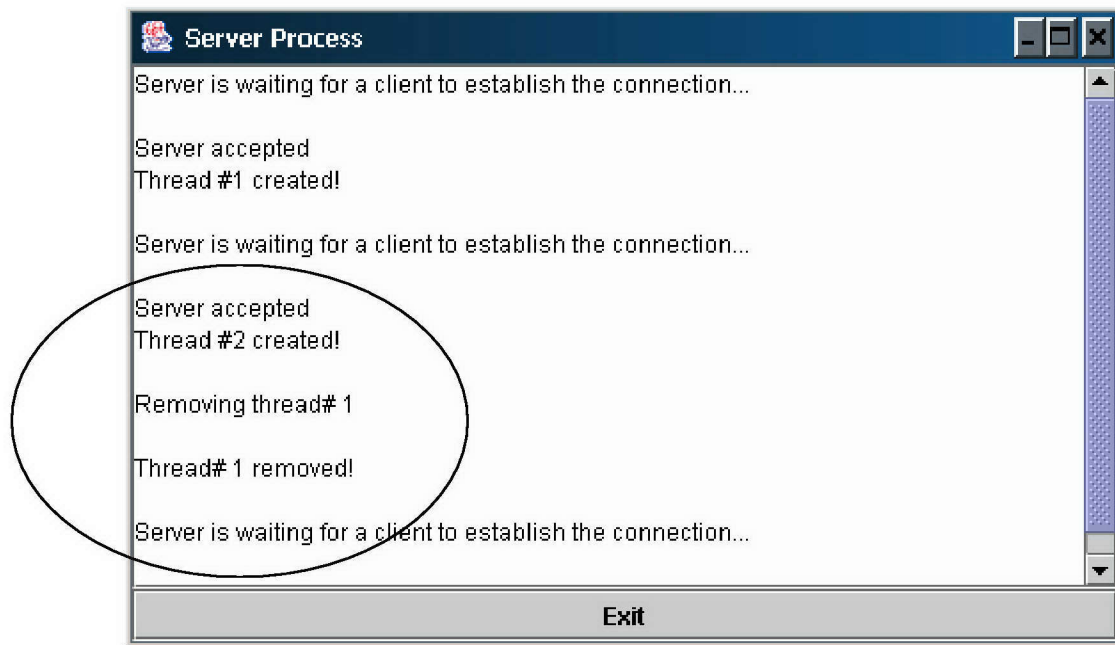 Server Process
Server is waiting for a client to establish the connection...
Server accepted
Thread #1 created!
Server is waiting for a client to establish the connection...
Server accepted
Thread #2 created!
Removing thread# 1
Thread# 1 removed!
Server is waiting for a client to establish the connection...
Exit